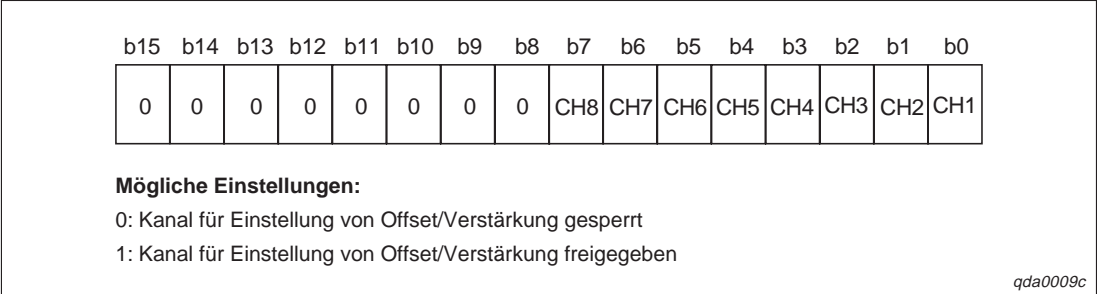 b15 b14 b13 b12 b11 b10 b9 b8 b7 b6 b5 b4 b3 b2 b1 b0
0 0 0 0 0 0 0 0 CH8 CH7 CH6 CH5 CH4 CH3 CH2 CH1
Mögliche Einstellungen:
0: Kanal für Einstellung von Offset/Verstärkung gesperrt
1: Kanal für Einstellung von Offset/Verstärkung freigegeben
qda0009c